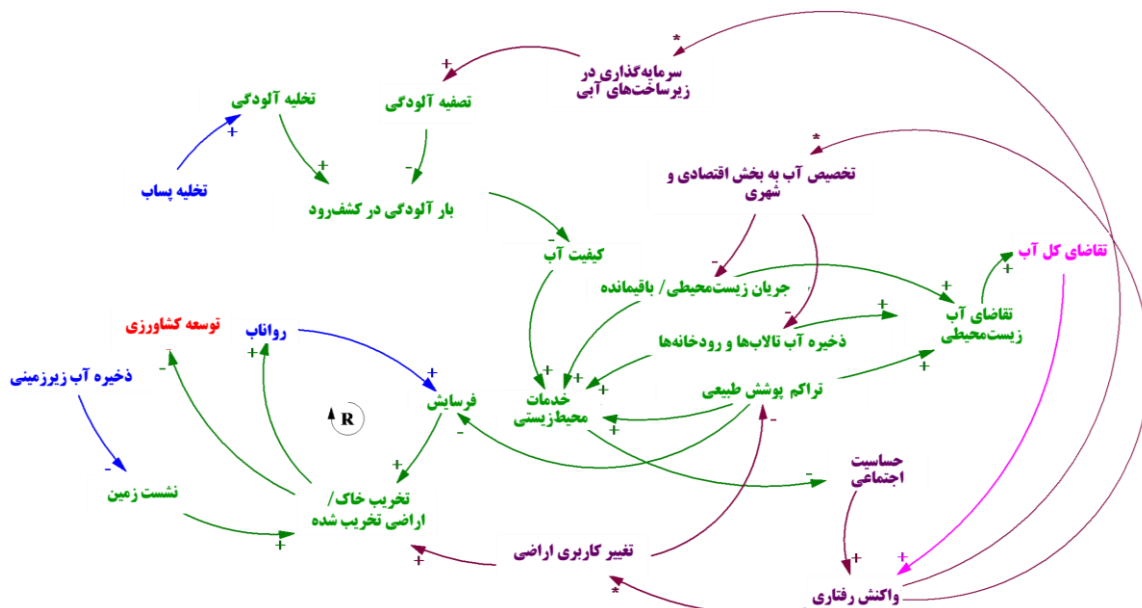 سرمایه‌گذاری در
زیرساخت‌های آبی
*
+
تخلیه آلودگی
تصفیه آلودگی
+
+
-
*
تخصیص آب به بخش اقتصادی و
شهری
تخلیه پساب
بار آلودگی در کشف‌رود
-
کیفیت آب
تقاضای کل آب
+
-
جریان زیست‌محیطی/ باقیمانده
+
تقاضای آب
زیست‌محیطی
-
+
توسعه کشاورزی
رواناب
ذخیره آب تالاب‌ها و رودخانه‌ها
-
+
+
ذخیره آب زیرزمینی
+
+
+
تراکم پوشش طبیعی
فرسایش
خدمات
محیط‌زیستی
+
-
+
-
R
-
+
-
حساسیت
اجتماعی
نشست زمین
تخریب خاک/
اراضی تخریب شده
+
+
تغییر کاربری اراضی
+
+
*
واکنش رفتاری